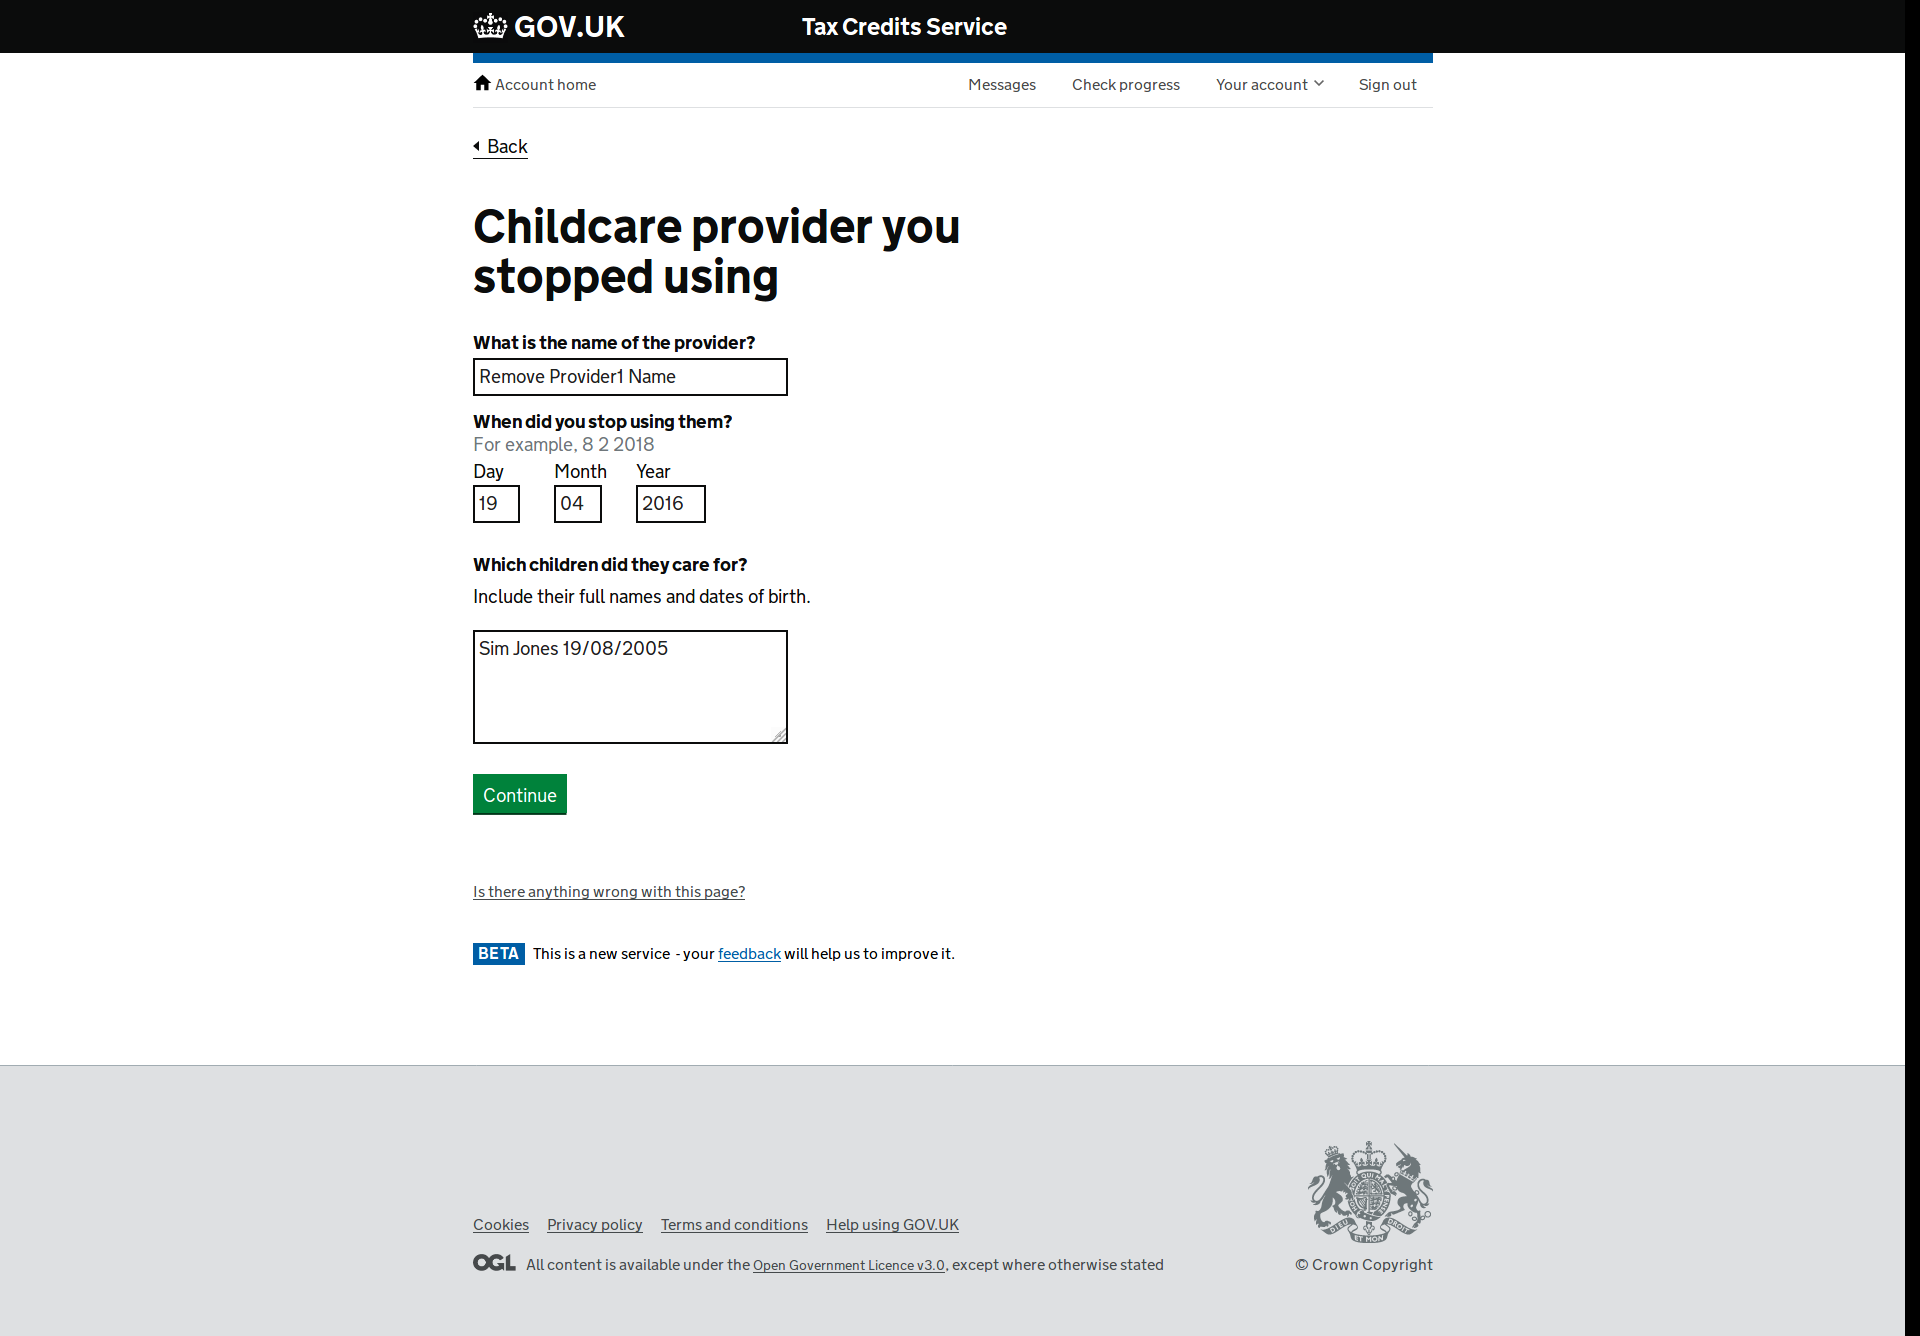 GOV.UK
Tax Credits Service
Account home
Messages
Check progress
Your account
Sign out
Back
Childcare provider you
stopped using
What is the name of the provider?
Remove Provider1 Name
When did you stop using them?
For example, 8 2 2018
Day Month Year
19 04 2016
Which children did they care for?
Include their full names and dates of birth.
Sim Jones 19/08/2005
Continue
Is there anything wrong with this page?
BETA This is a new service - your feedback will help us to improve it.
Cookies Privacy policy Terms and conditions Help using GOV.UK
OGL All content is available under the Open Government Licence v3.0, except where otherwise stated
DIEU ET MON DROIT
© Crown Copyright